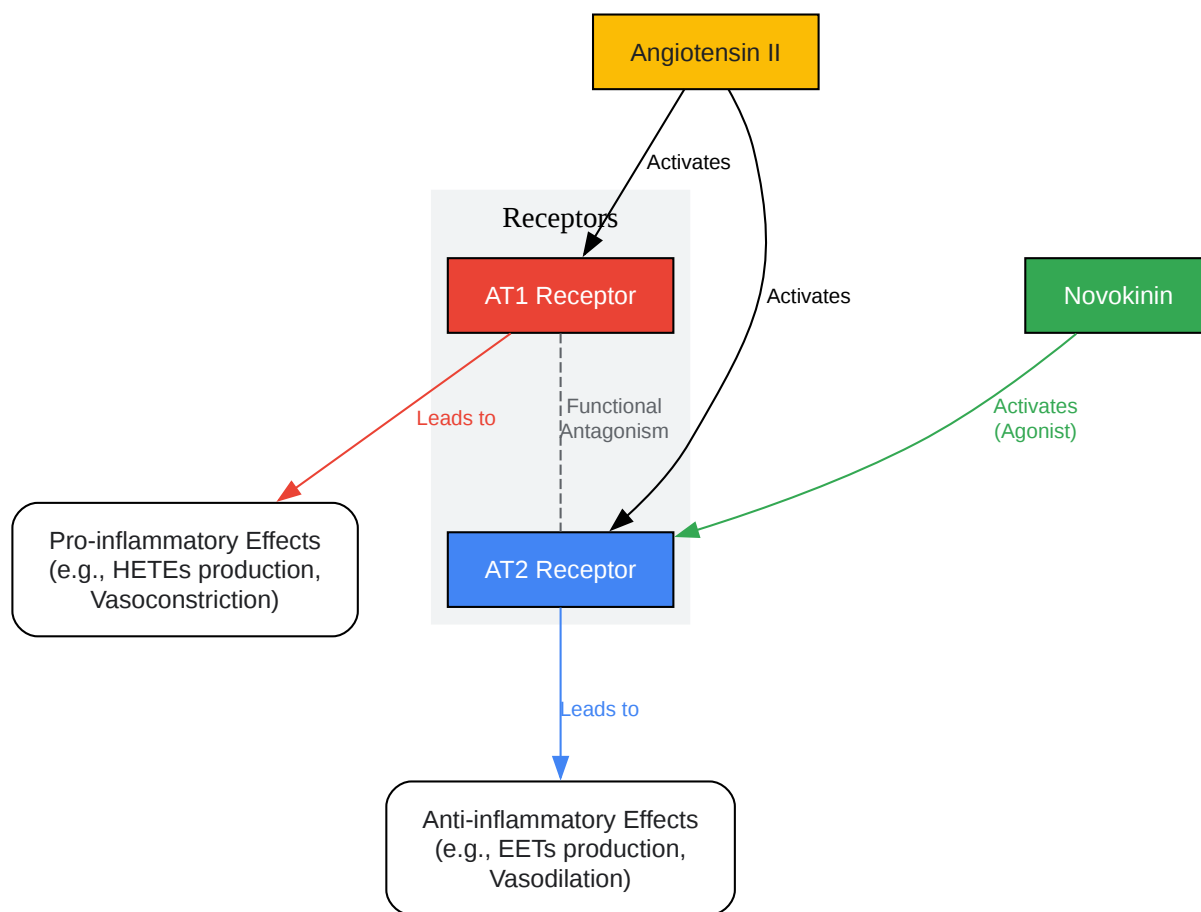 Angiotensin II
Activates
Receptors
AT1 Receptor
Activates
Novokinin
Leads to
Functional
Antagonism
Activates
(Agonist)
Pro-inflammatory Effects
(e.g., HETEs production,
Vasoconstriction)
AT2 Receptor
Leads to
Anti-inflammatory Effects
(e.g., EETs production,
Vasodilation)